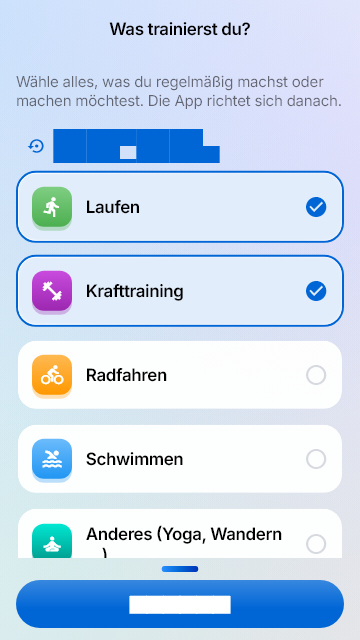 Was trainierst du?
Wähle alles, was du regelmäßig machst oder
machen möchtest. Die App richtet sich danach.
Laufen
Krafttraining
Radfahren
Schwimmen
Anderes (Yoga, Wandern
)